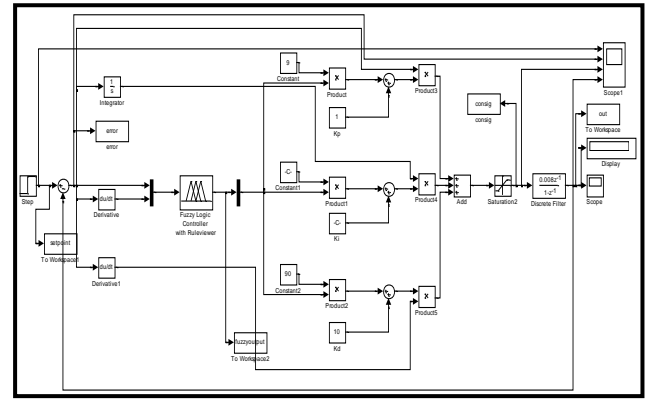 9
Constant
Product
1
Kp
Product3
Scope1
1
s
Integrator
error
error
consig
consig
out
To Workspace
Display
Step
du/dt
Derivative
Fuzzy Logic
Controller
with Ruleviewer
-C-
Constant1
Product1
-C-
Ki
Product4
Add
Saturation2
0.008z-1
1-z-1
Discrete Filter
Scope
setpoint
To Workspace1
du/dt
Derivative1
90
Constant2
Product2
10
Kd
Product5
fuzzyoutput
To Workspace2